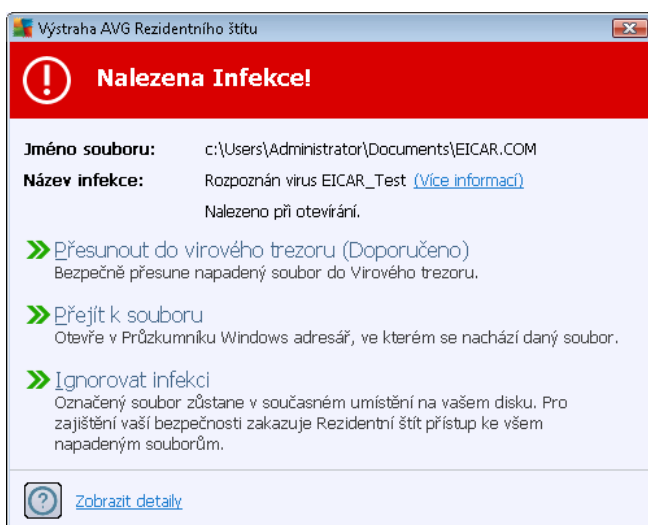 Výstraha AVG Rezidentního štítu
Nalezena Infekce!
Jméno souboru: c:\Users\Administrator\Documents\EICAR.COM
Název infekce: Rozpoznán virus EICAR_Test (Více informací)
Nalezeno při otevírání.
Přesunout do virového trezoru (Doporučeno)
Bezpečně přesune napadený soubor do Virového trezoru.
Přejít k souboru
Otevře v Průzkumníku Windows adresář, ve kterém se nachází daný soubor.
Ignorovat infekci
Označený soubor zůstane v současném umístění na vašem disku. Pro
zajištění vaší bezpečnosti zakazuje Rezidentní štít přístup ke všem
napadeným souborům.
Zobrazit detaily